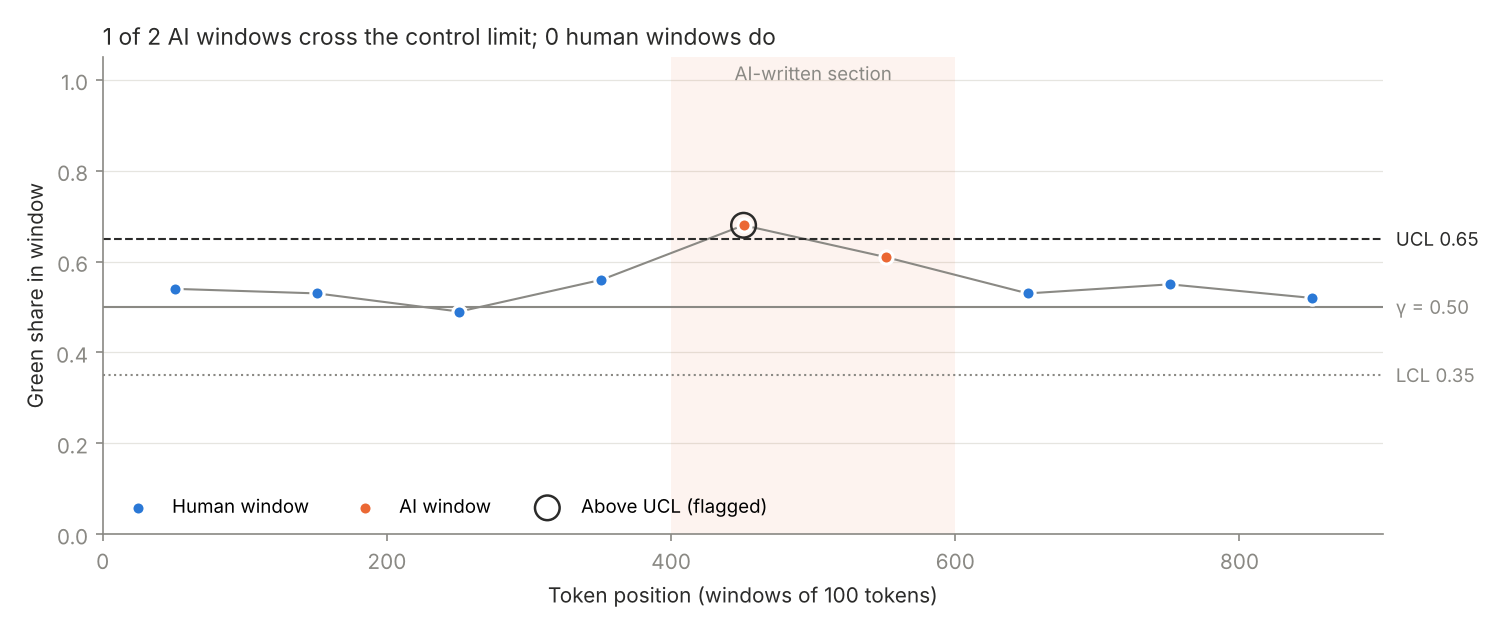 1 of 2 AI windows cross the control limit; 0 human windows do
AI-written section
1.0
0.8
0.6
0.4
0.2
0.0
Green share in window
UCL 0.65
γ = 0.50
LCL 0.35
Human window
AI window
Above UCL (flagged)
0
200
400
600
800
Token position (windows of 100 tokens)